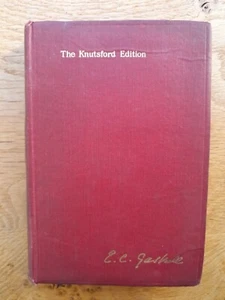 The Knutsford Edition
E. C. Gaskell